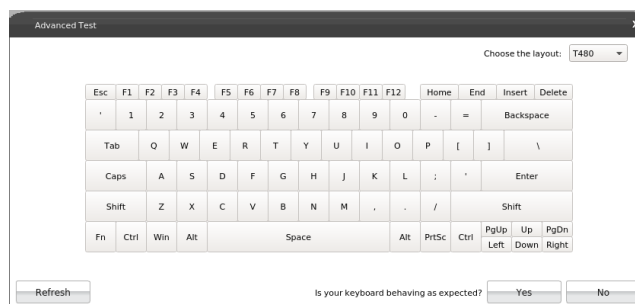 Advanced Test
Choose the layout: T480
Esc F1 F2 F3 F4 F5 F6 F7 F8 F9 F10 F11 F12 Home End Insert Delete
' 1 2 3 4 5 6 7 8 9 0 - = Backspace
Tab Q W E R T Y U I O P [ ] \
Caps A S D F G H J K L ; ' Enter
Shift Z X C V B N M , . / Shift
Fn Ctrl Win Alt Space Alt PrtSc Ctrl PgUp Up PgDn
Left Down Right
Refresh Is your keyboard behaving as expected? Yes No